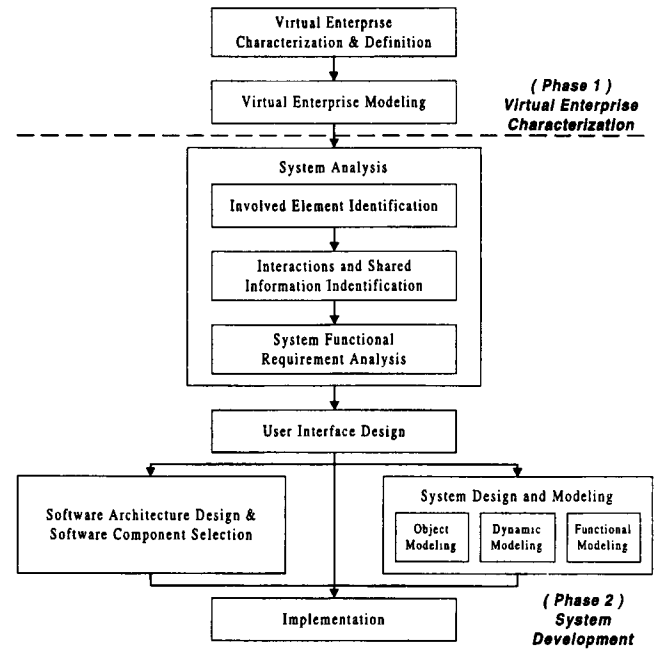 Virtual Enterprise
Characterization & Definition
Virtual Enterprise Modeling
( Phase 1 )
Virtual Enterprise
Characterization
System Analysis
Involved Element Identification
Interactions and Shared
Information Indentification
System Functional
Requirement Analysis
User Interface Design
Software Architecture Design &
Software Component Selection
System Design and Modeling
Object
Modeling
Dynamic
Modeling
Functional
Modeling
Implementation
( Phase 2 )
System
Development